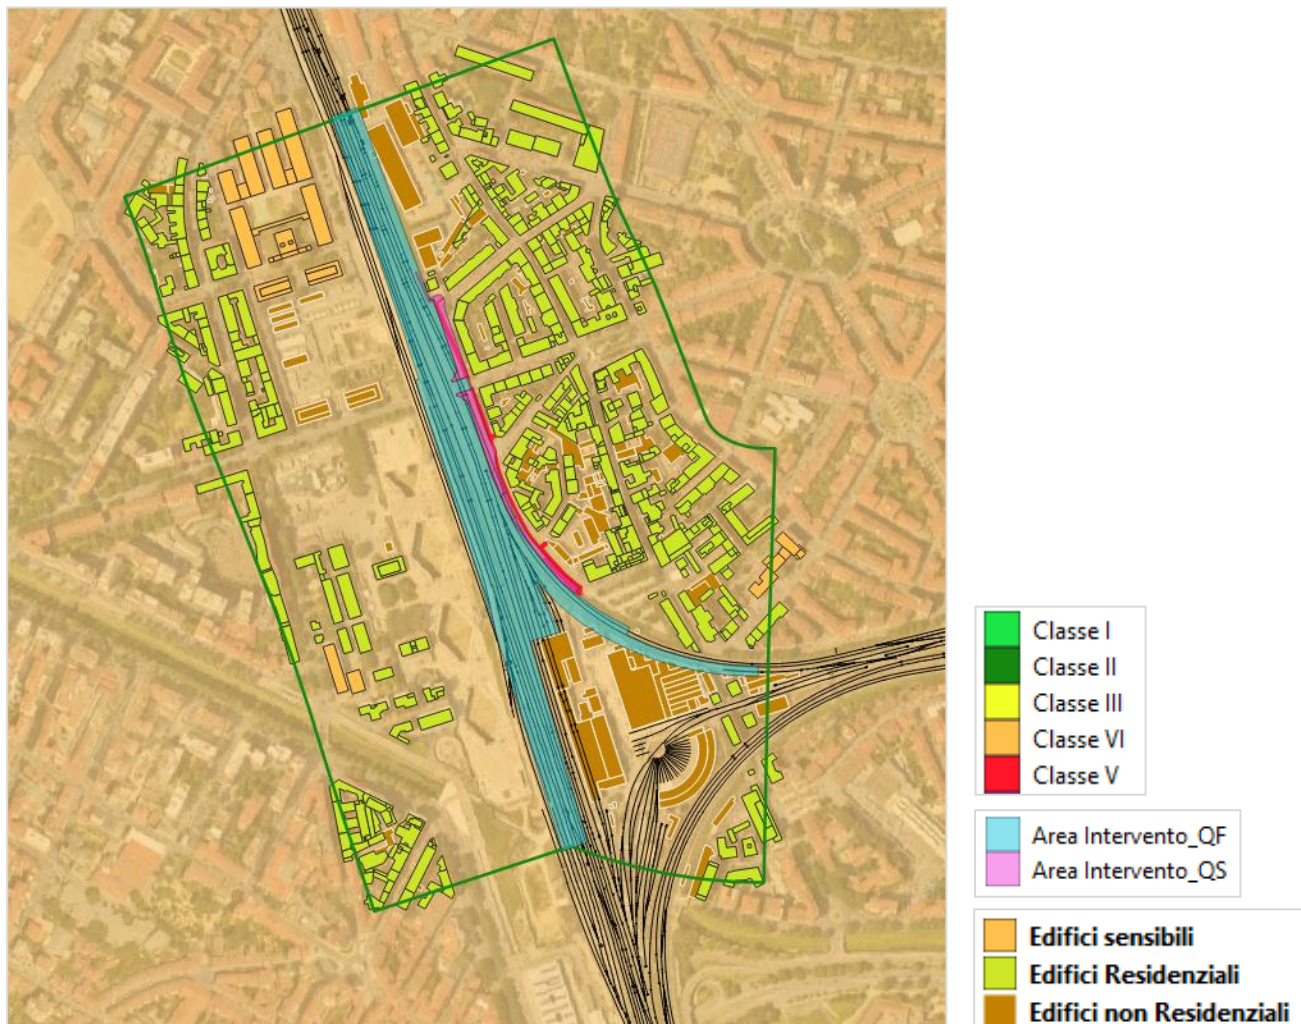 Classe I
Classe II
Classe III
Classe VI
Classe V
Area Intervento_QF
Area Intervento_QS
Edifici sensibili
Edifici Residenziali
Edifici non Residenziali